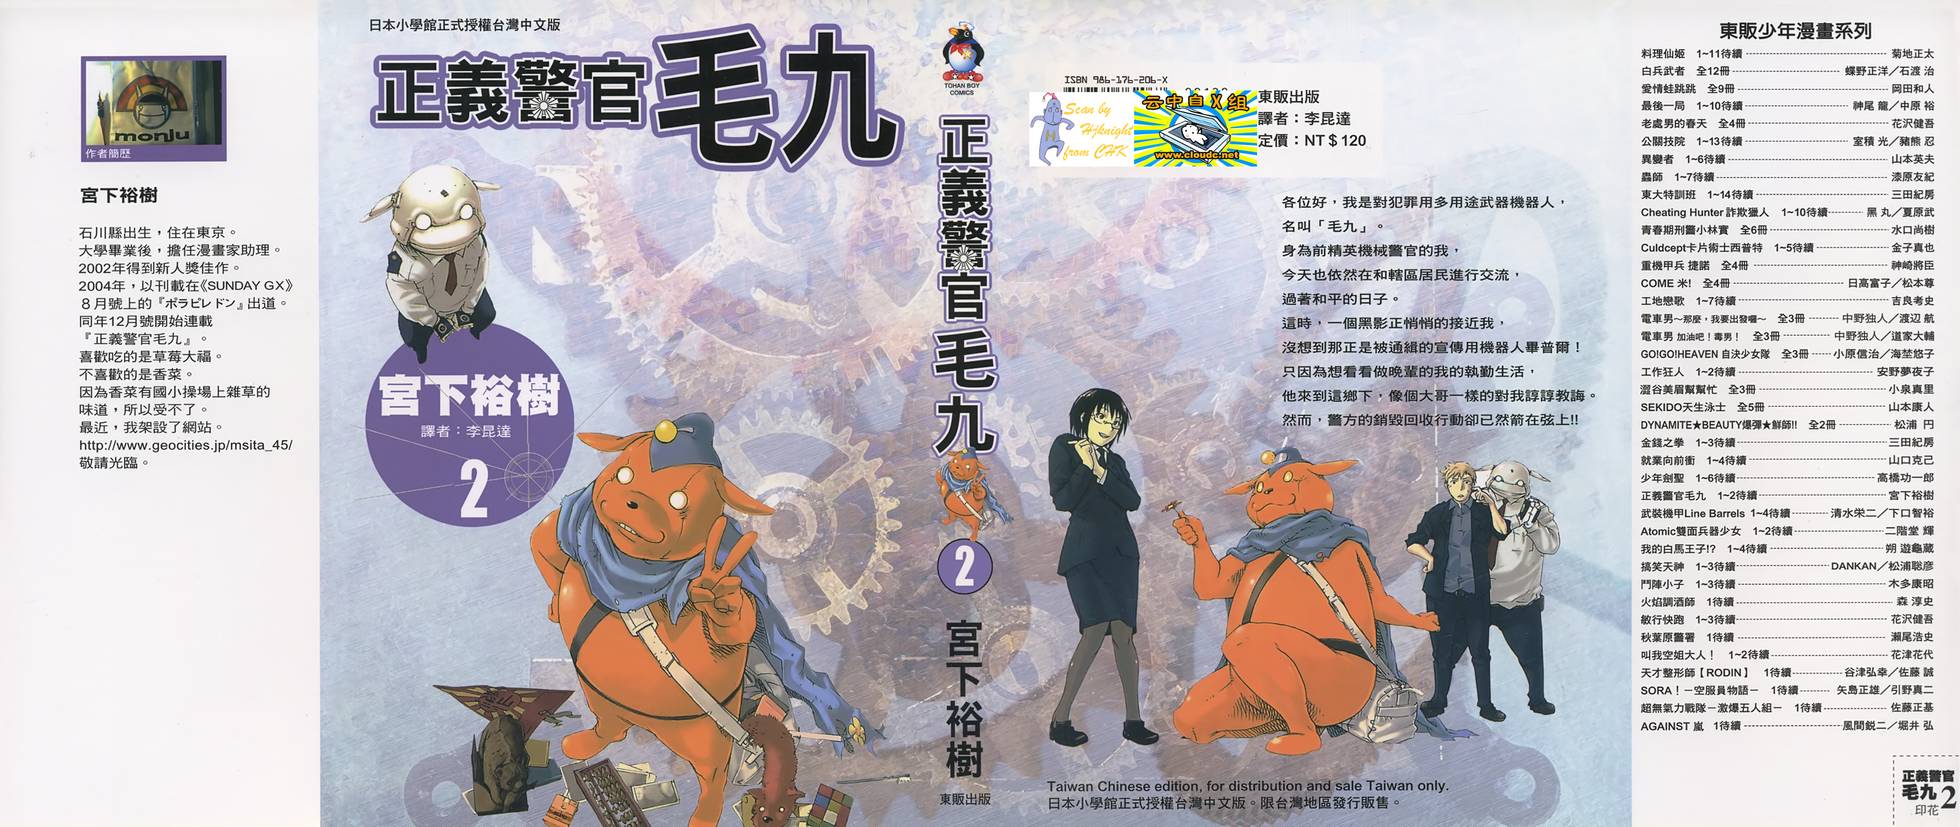 monju
作者簡歷
宮下裕樹
石川縣出生，住在東京。
大學畢業後，擔任漫畫家助理。
2002年得到新人獎佳作。
2004年，以刊載在《SUNDAY GX》
８月號上的『ポラピレドン』出道。
同年12月號開始連載
『正義警官毛九』。
喜歡吃的是草莓大福。
不喜歡的是香菜。
因為香菜有國小操場上雜草的
味道，所以受不了。
最近，我架設了網站。
http://www.geocities.jp/msita_45/
敬請光臨。
日本小學館正式授權台灣中文版
正義警官毛九
宮下裕樹
譯者：李昆達
2
TOHAN BOY
COMICS
正義警官毛九
2
宮下裕樹
東販出版
ISBN 986-176-206-X
Scan by
Hjknight
from CHK
云中自X組
www.cloudc.net
東販出版
譯者：李昆達
定價：NT＄120
各位好，我是對犯罪用多用途武器機器人，
名叫「毛九」。
身為前精英機械警官的我，
今天也依然在和轄區居民進行交流，
過著和平的日子。
這時，一個黑影正悄悄的接近我，
沒想到那正是被通緝的宣傳用機器人畢普爾！
只因為想看看做晚輩的我的執勤生活，
他來到這鄉下，像個大哥一樣的對我諄諄教誨。
然而，警方的銷毀回收行動卻已然箭在弦上!!
Taiwan Chinese edition, for distribution and sale Taiwan only.
日本小學館正式授權台灣中文版。限台灣地區發行販售。
東販少年漫畫系列
料理仙姬 1~11待續 菊地正太
白兵武者 全12冊 蝶野正洋／石渡 治
愛情蛙跳跳 全9冊 岡田和人
最後一局 1~10待續 神尾 龍／中原 裕
老處男的春天 全4冊 花沢健吾
公關技院 1~13待續 室積 光／豬熊 忍
異變者 1~6待續 山本英夫
蟲師 1~7待續 漆原友紀
東大特訓班 1~14待續 三田紀房
Cheating Hunter 詐欺獵人 1~10待續 黑 丸／夏原武
青春期刑警小林實 全6冊 水口尚樹
Culdcept卡片術士西普特 1~5待續 金子真也
重機甲兵 捷諾 全4冊 神崎將臣
COME 米! 全4冊 日高富子／松本尊
工地戀歌 1~7待續 吉良考史
電車男～那麼，我要出發囉～ 全3冊 中野独人／渡辺 航
電車男 加油吧！毒男！ 全3冊 中野独人／道家大輔
GO!GO!HEAVEN 自決少女隊 全3冊 小原信治／海埜悠子
工作狂人 1~2待續 安野夢夜子
澀谷美眉幫幫忙 全3冊 小泉真里
SEKIDO天生泳士 全5冊 山本康人
DYNAMITE★BEAUTY爆彈★鮮師!! 全2冊 松浦 円
金錢之拳 1~3待續 三田紀房
就業向前衝 1~4待續 山口克己
少年劍聖 1~6待續 高橋功一郎
正義警官毛九 1~2待續 宮下裕樹
武裝機甲Line Barrels 1~4待續 清水栄二／下口智裕
Atomic雙面兵器少女 1~2待續 二階堂 輝
我的白馬王子!? 1~4待續 朔 遊龜蔵
搞笑天神 1~3待續 DANKAN／松浦聡彦
鬥陣小子 1~3待續 木多康昭
火焰調酒師 1待續 森 淳史
敏行快跑 1~3待續 花沢健吾
秋葉原警署 1待續 瀨尾浩史
叫我空姐大人！ 1~2待續 花津花代
天才整形師【RODIN】 1待續 谷津弘幸／佐藤 誠
SORA！－空服員物語－ 1待續 矢島正雄／引野真二
超無氣力戰隊－激爆五人組－ 1待續 佐藤正基
AGAINST 嵐 1待續 風間鋭二／堀井 弘
正義警官
毛九2
印花